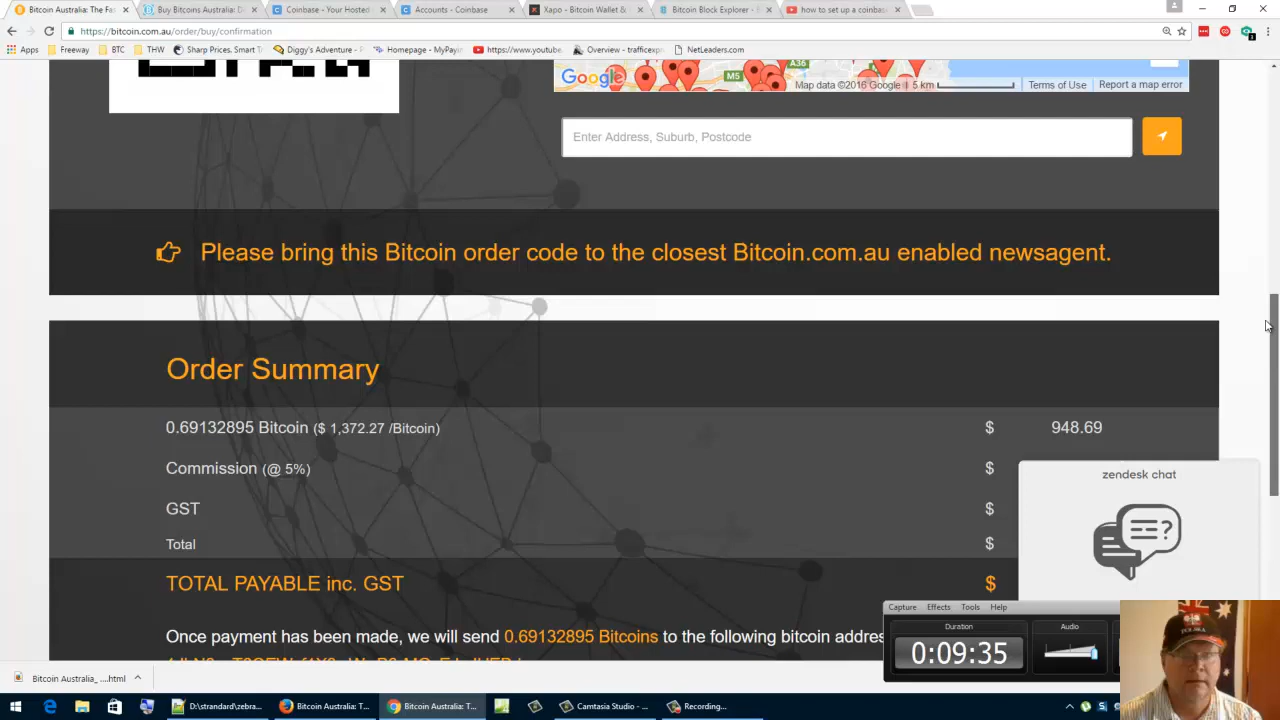 Bitcoin Australia: The Fa
Buy Bitcoins Australia: D
Coinbase - Your Hosted
Accounts - Coinbase
Xapo - Bitcoin Wallet &
Bitcoin Block Explorer - B
how to set up a coinbas
https://bitcoin.com.au/order/buy/confirmation
Apps
Freeway
BTC
THW
Sharp Prices. Smart T
Diggy's Adventure - P
Homepage - MyPayin
https://www.youtube.
Overview - trafficexpr
NetLeaders.com
Google
M5
A36
Map data ©2016 Google
5 km
Terms of Use
Report a map error
Enter Address, Suburb, Postcode
Please bring this Bitcoin order code to the closest Bitcoin.com.au enabled newsagent.
Order Summary
0.69132895 Bitcoin ($ 1,372.27 /Bitcoin) $ 948.69
Commission (@ 5%) $
GST $
Total $
TOTAL PAYABLE inc. GST $
zendesk chat
Once payment has been made, we will send 0.69132895 Bitcoins to the following bitcoin addres
Capture Effects Tools Help
Duration
Audio
0:09:35
Bitcoin Australia_ ....html
D:\strandard\zebra...
Bitcoin Australia: T...
Bitcoin Australia: T...
Camtasia Studio - ...
Recording...